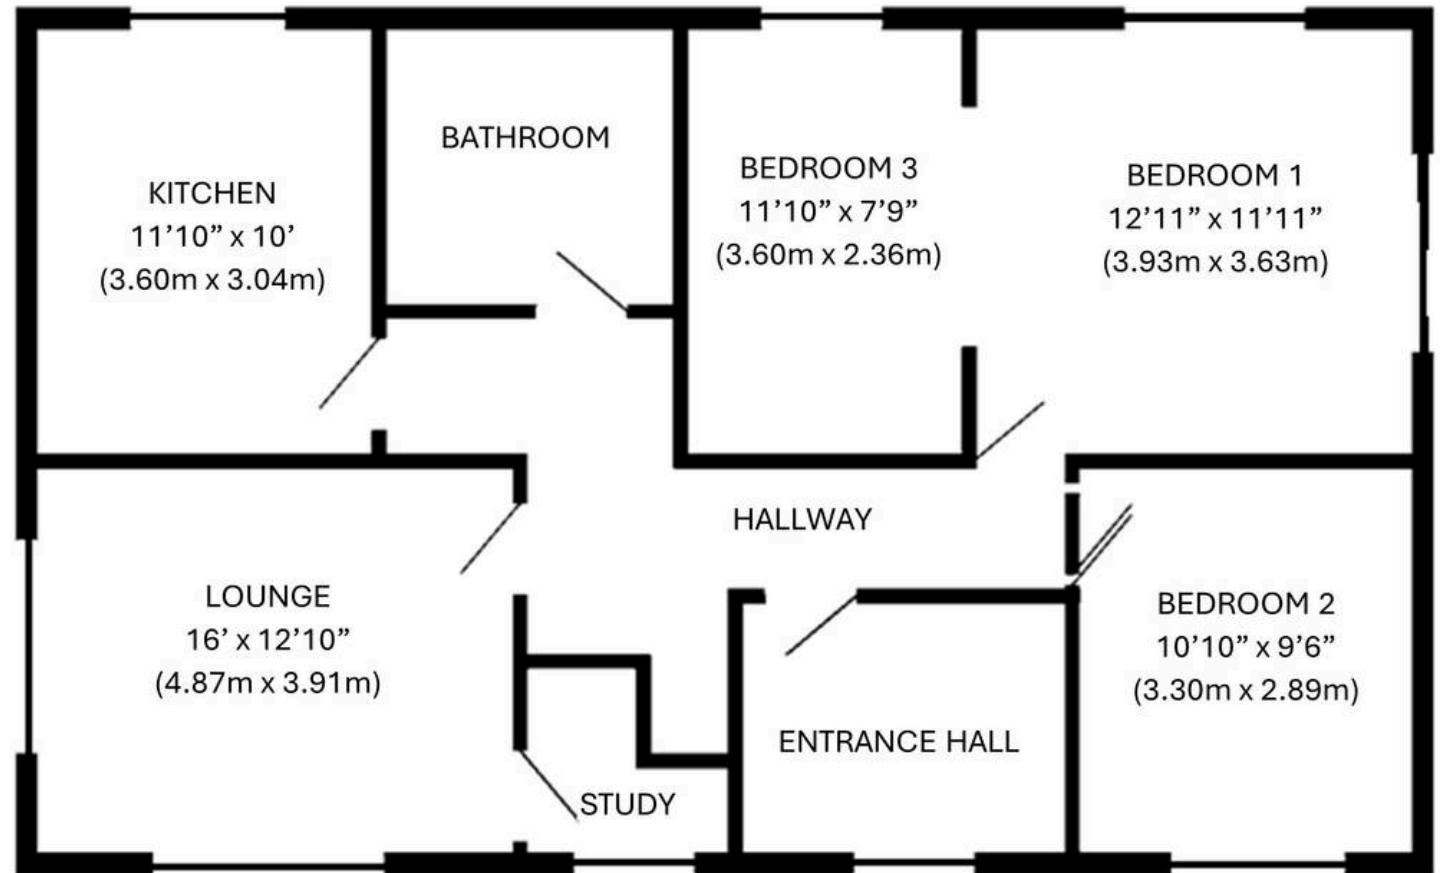 KITCHEN
11’10” x 10’
(3.60m x 3.04m)
BATHROOM
BEDROOM 3
11’10” x 7’9”
(3.60m x 2.36m)
BEDROOM 1
12’11” x 11’11”
(3.93m x 3.63m)
HALLWAY
LOUNGE
16’ x 12’10”
(4.87m x 3.91m)
STUDY
ENTRANCE HALL
BEDROOM 2
10’10” x 9’6”
(3.30m x 2.89m)